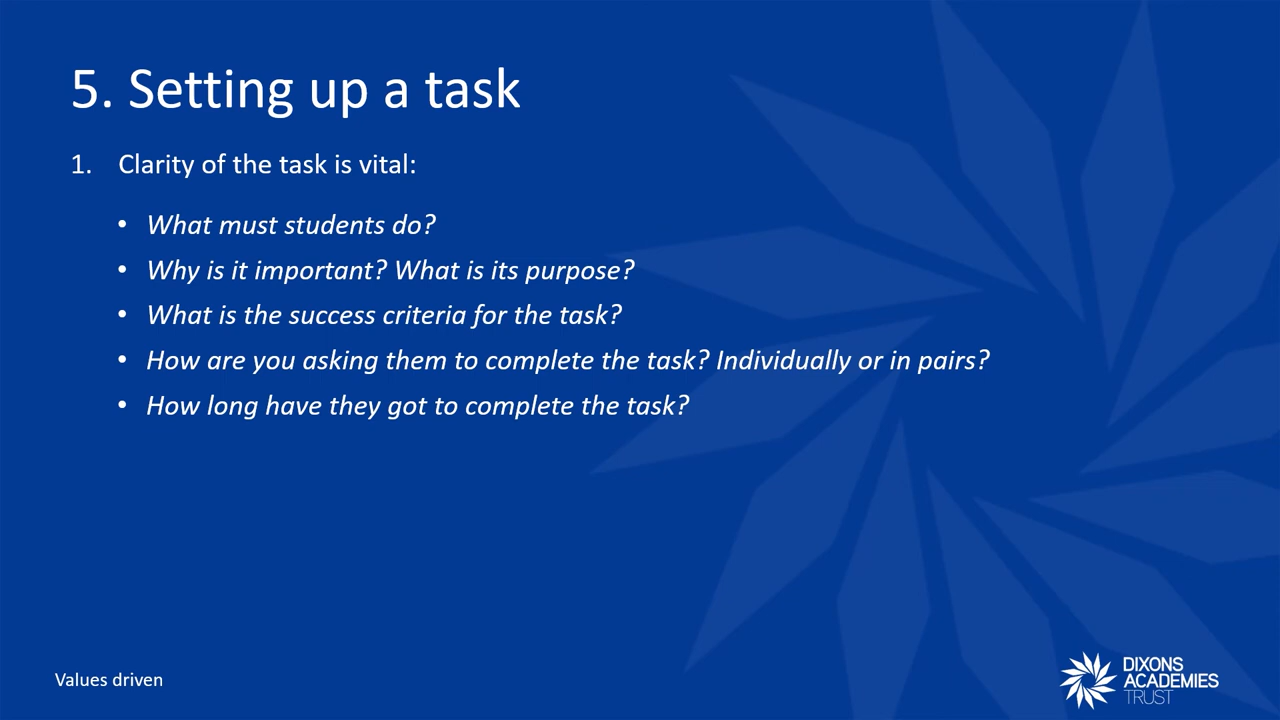 5. Setting up a task
1. Clarity of the task is vital:
• What must students do?
• Why is it important? What is its purpose?
• What is the success criteria for the task?
• How are you asking them to complete the task? Individually or in pairs?
• How long have they got to complete the task?
Values driven
DIXONS
ACADEMIES
TRUST